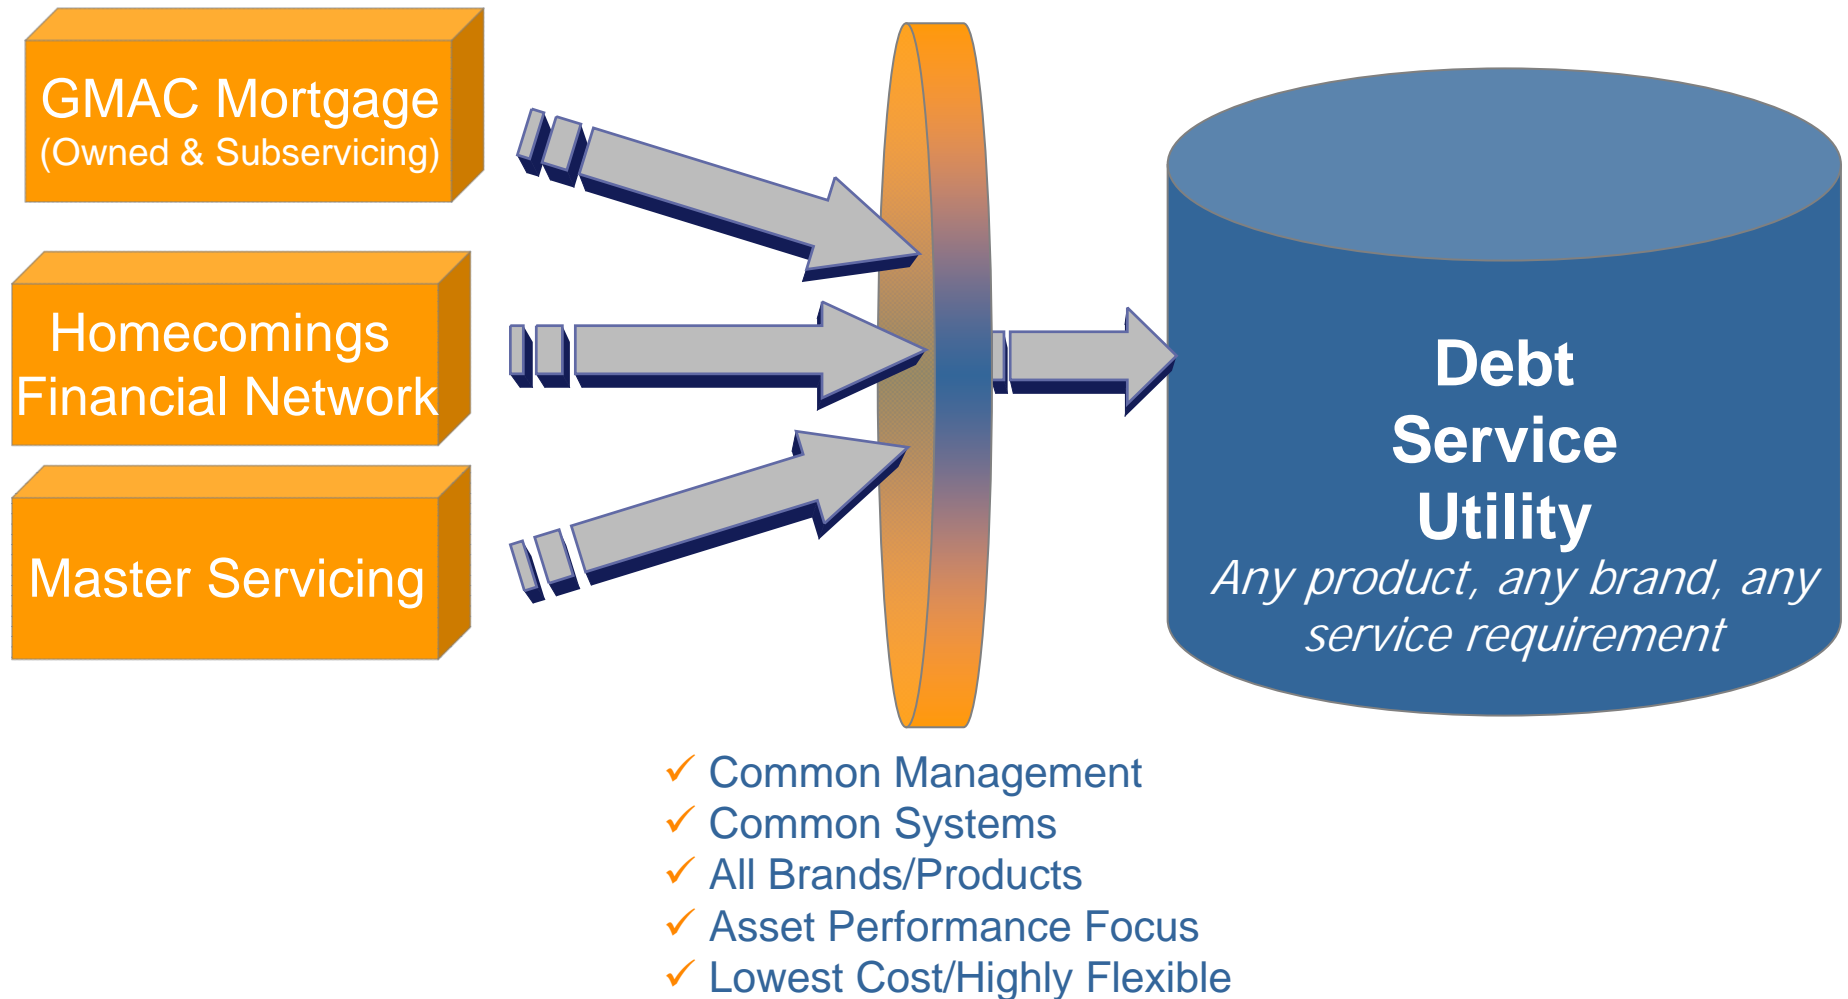 GMAC Mortgage
(Owned & Subservicing)
Homecomings
Financial Network
Master Servicing
Debt
Service
Utility
Any product, any brand, any
service requirement
✓ Common Management
✓ Common Systems
✓ All Brands/Products
✓ Asset Performance Focus
✓ Lowest Cost/Highly Flexible